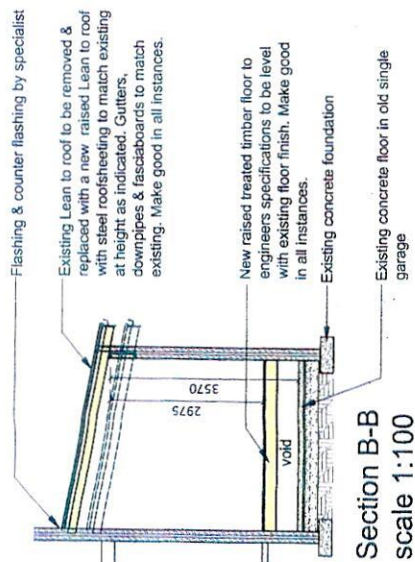 Flashing & counter flashing by specialist
Existing Lean to roof to be removed &
replaced with a new raised Lean to roof
with steel roofsheeting to match existing
at height as indicated. Gutters,
downpipes & fasciaboards to match
existing. Make good in all instances.
2975
3570
New raised treated timber floor to
engineers specifications to be level
with existing floor finish. Make good
in all instances.
void
Existing concrete foundation
Existing concrete floor in old single
garage
Section B-B
scale 1:100